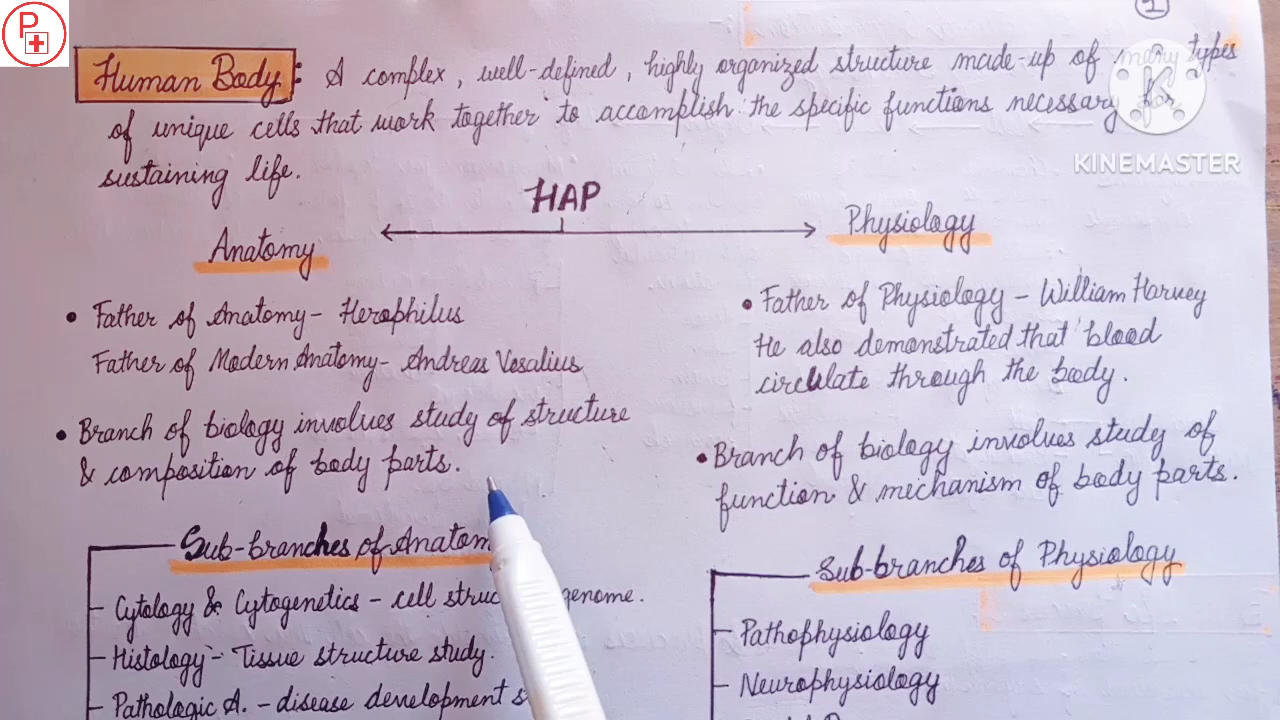 P
1
Human Body: A complex, well-defined, highly organized structure made-up of many types
of unique cells that work together to accomplish the specific functions necessary for
sustaining life.
KINEMASTER
HAP
Anatomy
• Father of Anatomy - Herophilus
Father of Modern Anatomy - Andreas Vesalius
• Branch of biology involves study of structure
& composition of body parts.
Sub-branches of Anatom
Cytology & Cytogenetics - cell struc genome.
Histology - Tissue structure study.
Pathologic A. - disease development s
Physiology
• Father of Physiology - William Harvey
He also demonstrated that blood
circulate through the body.
• Branch of biology involves study of
function & mechanism of body parts.
Sub-branches of Physiology
Pathophysiology
Neurophysiology